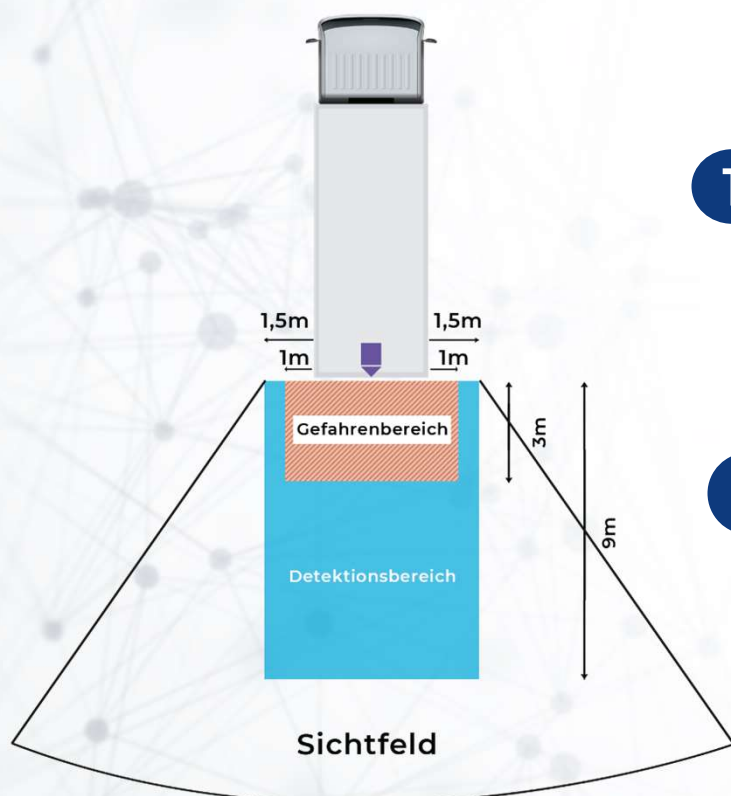 1,5m
1,5m
1m
1m
Gefahrenbereich
3m
9m
Detektionsbereich
Sichtfeld